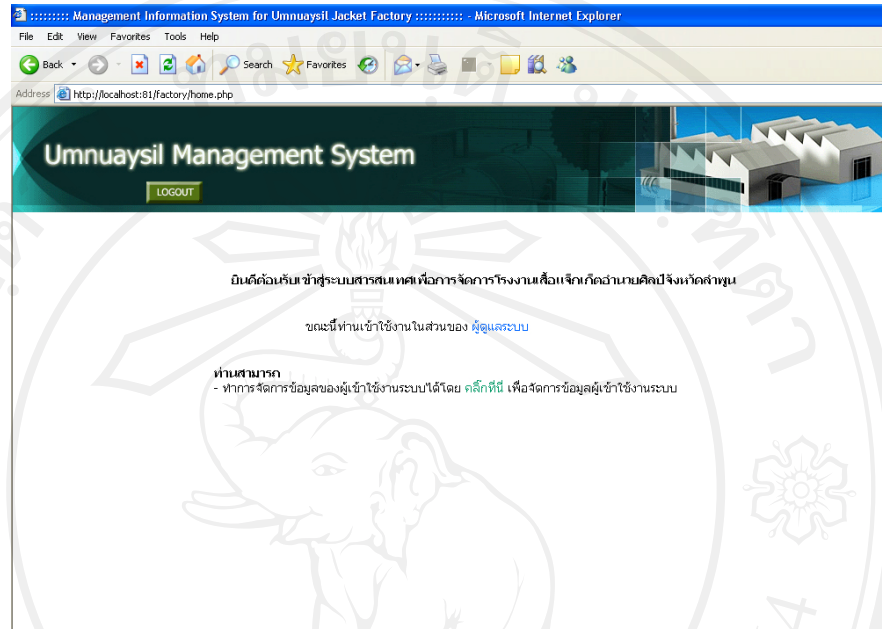 ::::::::: Management Information System for Umnuaysil Jacket Factory ::::::::::: - Microsoft Internet Explorer
File Edit View Favorites Tools Help
Back Search Favorites
Address http://localhost:81/factory/home.php
Umnuaysil Management System
LOGOUT
ยินดีต้อนรับเข้าสู่ระบบสารสนเทศเพื่อการจัดการโรงงานเสื้อแจ็กเก็ตอำนวยศิลป์จังหวัดลำพูน
ขณะนี้ท่านเข้าใช้งานในส่วนของ ผู้ดูแลระบบ
ท่านสามารถ
- ทำการจัดการข้อมูลของผู้เข้าใช้งานระบบได้โดย คลิ๊กที่นี่ เพื่อจัดการข้อมูลผู้เข้าใช้งานระบบ